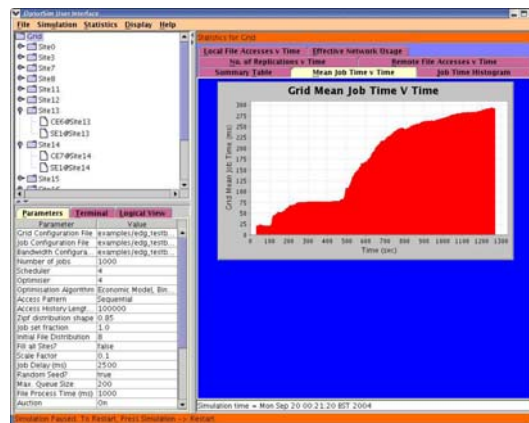 OptorSim User Interface
File Simulation Statistics Display Help
Grid
Site0
Site3
Site7
Site8
Site11
Site12
Site13
CE6@Site13
SE1@Site13
Site14
CE7@Site14
SE1@Site14
Site15
Parameters Terminal Logical View
Parameter Value
Grid Configuration File examples/edg_testb...
Job Configuration File examples/edg_testb...
Bandwidth Configura... examples/edg_testb...
Number of jobs 1000
Scheduler 4
Optimiser 4
Optimisation Algorithm Economic Model, Bin...
Access Pattern Sequential
Access History Lengt... 100000
Zipf distribution shape 0.85
Job set fraction 1.0
Initial File Distribution 8
Fill all Sites? false
Scale Factor 0.1
Job Delay (ms) 2500
Random Seed? true
Max. Queue Size 200
File Process Time (ms) 1000
Auction On
Statistics for Grid
Local File Accesses v Time Effective Network Usage
No. of Replications v Time Remote File Accesses v Time
Summary Table Mean Job Time v Time Job Time Histogram
Grid Mean Job Time V Time
Grid Mean Job Time (ms)
300
275
250
225
200
175
150
125
100
75
50
25
0
0 100 200 300 400 500 600 700 800 900 1000 1100 1200 1300
Time (sec)
Simulation time = Mon Sep 20 00:21:20 BST 2004
Simulation Paused. To Restart, Press Simulation -> Restart